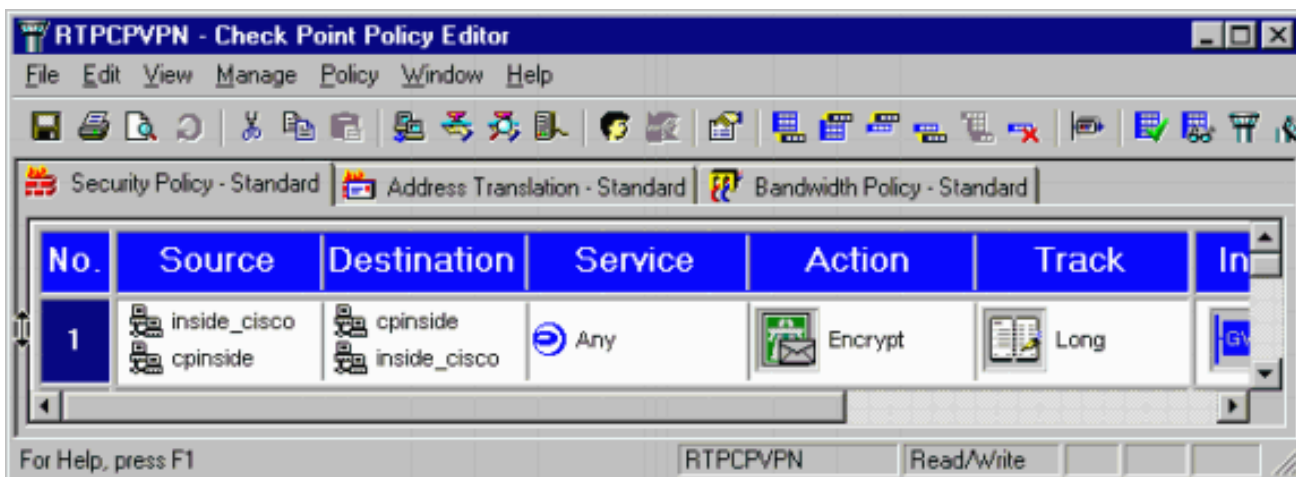 RTPCPVPN - Check Point Policy Editor
File Edit View Manage Policy Window Help
Security Policy - Standard Address Translation - Standard Bandwidth Policy - Standard
No. Source Destination Service Action Track In
1 inside_cisco cpinside Any Encrypt Long GV
cpinside inside_cisco
For Help, press F1 RTPCPVPN Read/Write